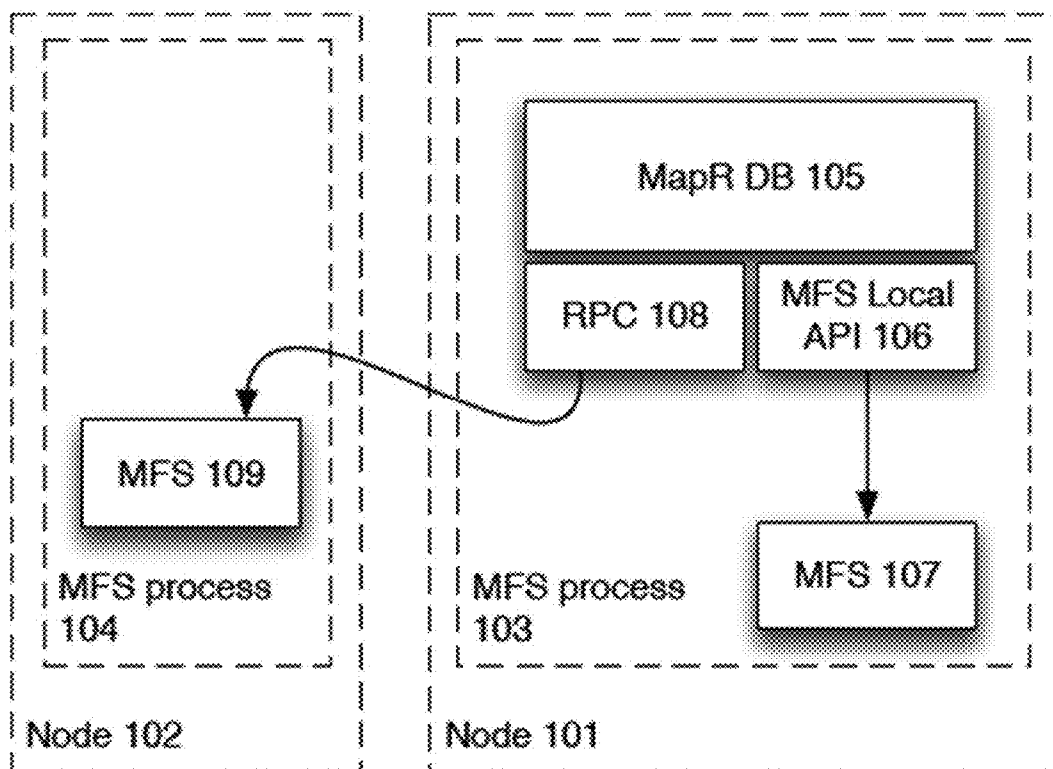 MapR DB 105
RPC 108
MFS Local
API 106
MFS 109
MFS 107
MFS process
104
MFS process
103
Node 102
Node 101